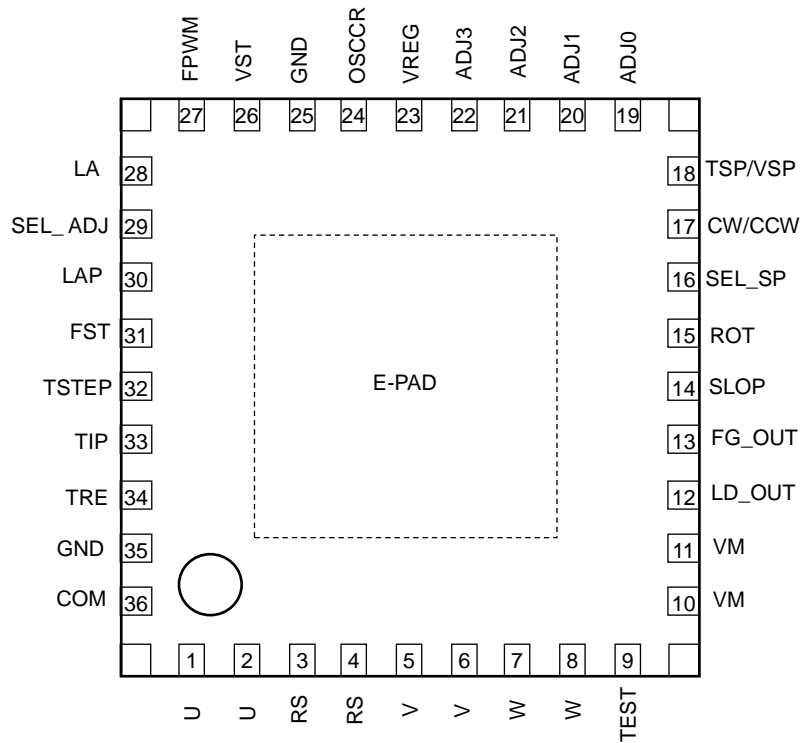 FPWM VST GND OSCCR VREG ADJ3 ADJ2 ADJ1 ADJ0
27 26 25 24 23 22 21 20 19
LA 28 18 TSP/VSP
SEL_ADJ 29 17 CW/CCW
LAP 30 16 SEL_SP
FST 31 15 ROT
TSTEP 32 E-PAD 14 SLOP
TIP 33 13 FG_OUT
TRE 34 12 LD_OUT
GND 35 11 VM
COM 36 10 VM
1 2 3 4 5 6 7 8 9
U U RS RS V V W W TEST